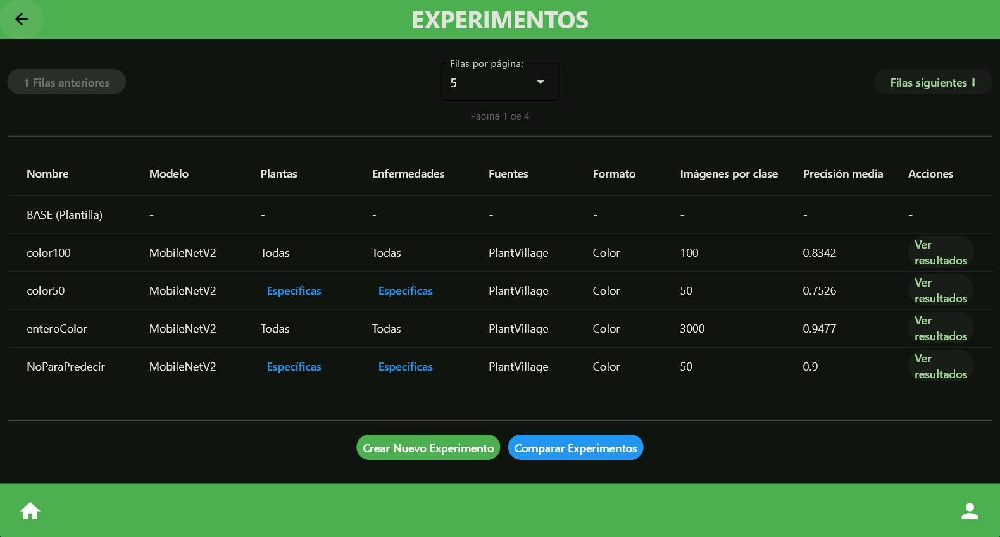 EXPERIMENTOS
Filas por página:
⭡ Filas anteriores
5
Filas siguientes ⭣
Página 1 de 4
Nombre Modelo Plantas Enfermedades Fuentes Formato Imágenes por clase Precisión media Acciones
BASE (Plantilla) - - - - - - - -
color100 MobileNetV2 Todas Todas PlantVillage Color 100 0.8342 Ver resultados
color50 MobileNetV2 Específicas Específicas PlantVillage Color 50 0.7526 Ver resultados
enteroColor MobileNetV2 Todas Todas PlantVillage Color 3000 0.9477 Ver resultados
NoParaPredecir MobileNetV2 Específicas Específicas PlantVillage Color 50 0.9 Ver resultados
Crear Nuevo Experimento Comparar Experimentos